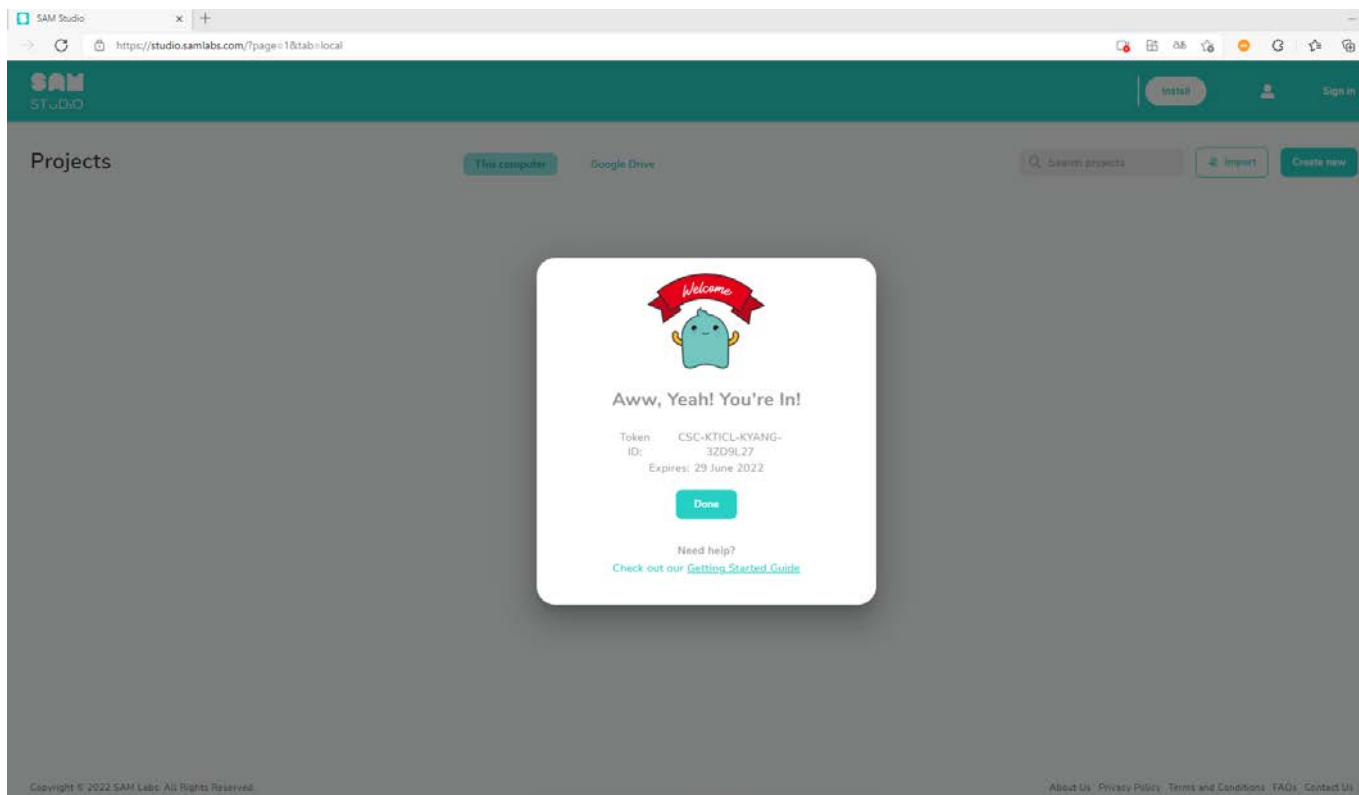 SAM Studio
https://studio.samlabs.com/?page=1&tab=local
SAM
STUDIO
Install
Sign in
Projects
This computer
Google Drive
Search projects
Import
Create new
Welcome
Aww, Yeah! You're In!
Token CSC-KTICL-KYANG-
ID: 3ZD9L27
Expires: 29 June 2022
Done
Need help?
Check out our Getting Started Guide
Copyright © 2022 SAM Labs. All Rights Reserved.
About Us Privacy Policy Terms and Conditions FAQs Contact Us